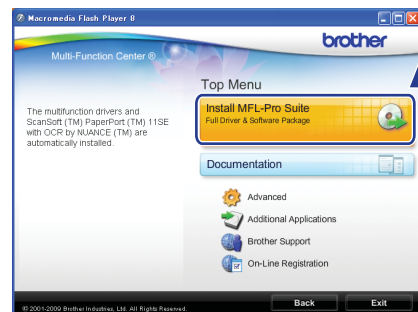 Macromedia Flash Player 8
brother
Multi-Function Center ®
Top Menu
Install MFL-Pro Suite
Full Driver & Software Package
The multifunction drivers and
ScanSoft (TM) PaperPort (TM) 11SE
with OCR by NUANCE (TM) are
automatically installed.
Documentation
Advanced
Additional Applications
Brother Support
On-Line Registration
© 2001-2009 Brother Industries, Ltd. All Rights Reserved.
Back
Exit